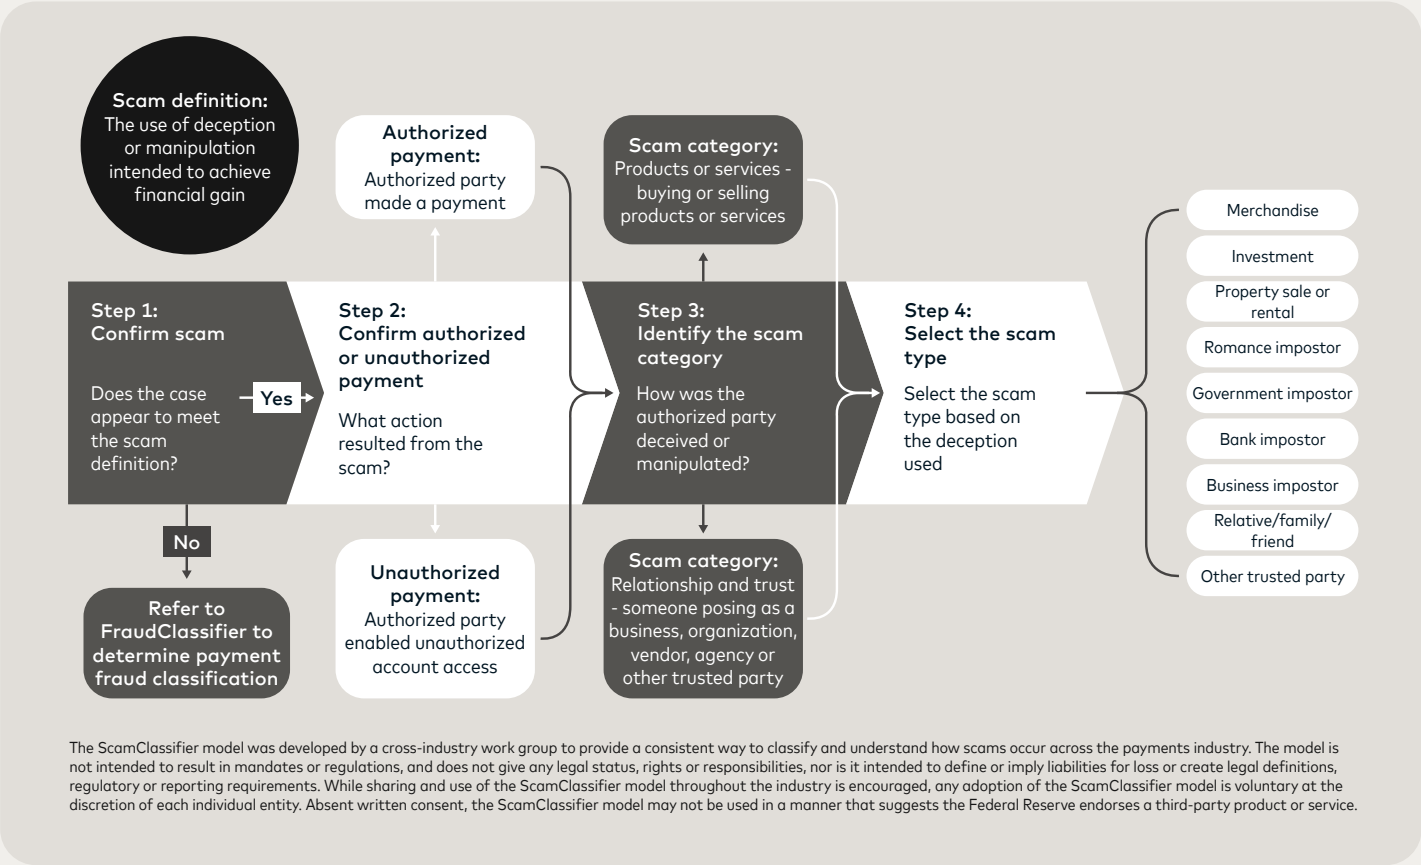 Scam definition:
The use of deception
or manipulation
intended to achieve
financial gain
Authorized
payment:
Authorized party
made a payment
Scam category:
Products or services -
buying or selling
products or services
Step 1:
Confirm scam
Does the case
appear to meet
the scam
definition?
Yes
No
Refer to
FraudClassifier to
determine payment
fraud classification
Step 2:
Confirm authorized
or unauthorized
payment
What action
resulted from the
scam?
Unauthorized
payment:
Authorized party
enabled unauthorized
account access
Step 3:
Identify the scam
category
How was the
authorized party
deceived or
manipulated?
Scam category:
Relationship and trust
- someone posing as a
business, organization,
vendor, agency or
other trusted party
Step 4:
Select the scam
type
Select the scam
type based on
the deception
used
Merchandise
Investment
Property sale or
rental
Romance impostor
Government impostor
Bank impostor
Business impostor
Relative/family/
friend
Other trusted party
The ScamClassifier model was developed by a cross-industry work group to provide a consistent way to classify and understand how scams occur across the payments industry. The model is
not intended to result in mandates or regulations, and does not give any legal status, rights or responsibilities, nor is it intended to define or imply liabilities for loss or create legal definitions,
regulatory or reporting requirements. While sharing and use of the ScamClassifier model throughout the industry is encouraged, any adoption of the ScamClassifier model is voluntary at the
discretion of each individual entity. Absent written consent, the ScamClassifier model may not be used in a manner that suggests the Federal Reserve endorses a third-party product or service.